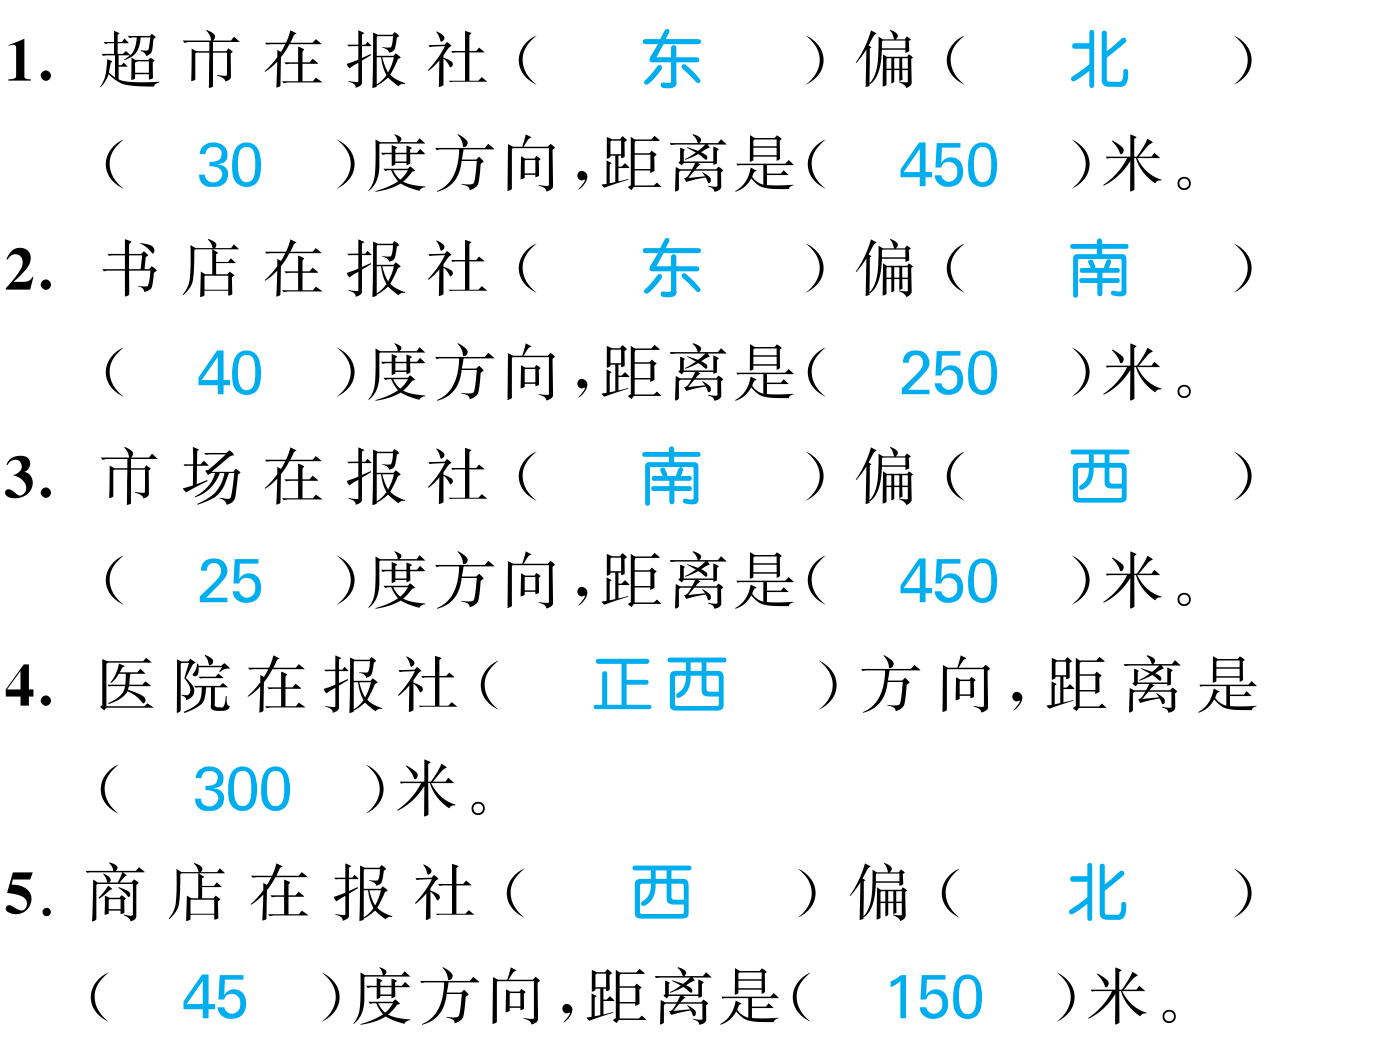 1. 超市在报社( 东 )偏( 北 )
( 30 )度方向,距离是( 450 )米。
2. 书店在报社( 东 )偏( 南 )
( 40 )度方向,距离是( 250 )米。
3. 市场在报社( 南 )偏( 西 )
( 25 )度方向,距离是( 450 )米。
4. 医院在报社( 正西 )方向,距离是
( 300 )米。
5. 商店在报社( 西 )偏( 北 )
( 45 )度方向,距离是( 150 )米。